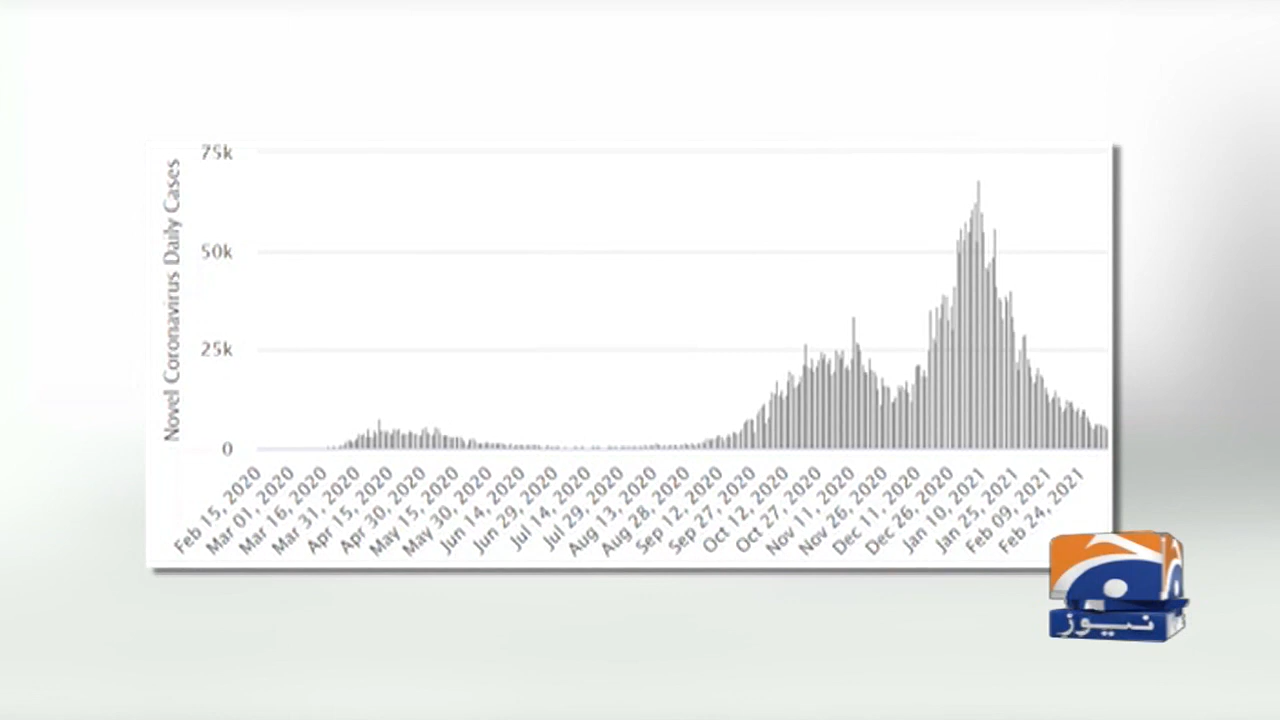 75k
50k
25k
0
Novel Coronavirus Daily Cases
Feb 15, 2020
Mar 01, 2020
Mar 16, 2020
Mar 31, 2020
Apr 15, 2020
Apr 30, 2020
May 15, 2020
May 30, 2020
Jun 14, 2020
Jun 29, 2020
Jul 14, 2020
Jul 29, 2020
Aug 13, 2020
Aug 28, 2020
Sep 12, 2020
Sep 27, 2020
Oct 12, 2020
Oct 27, 2020
Nov 11, 2020
Nov 26, 2020
Dec 11, 2020
Dec 26, 2020
Jan 10, 2021
Jan 25, 2021
Feb 09, 2021
Feb 24, 2021
نیوز